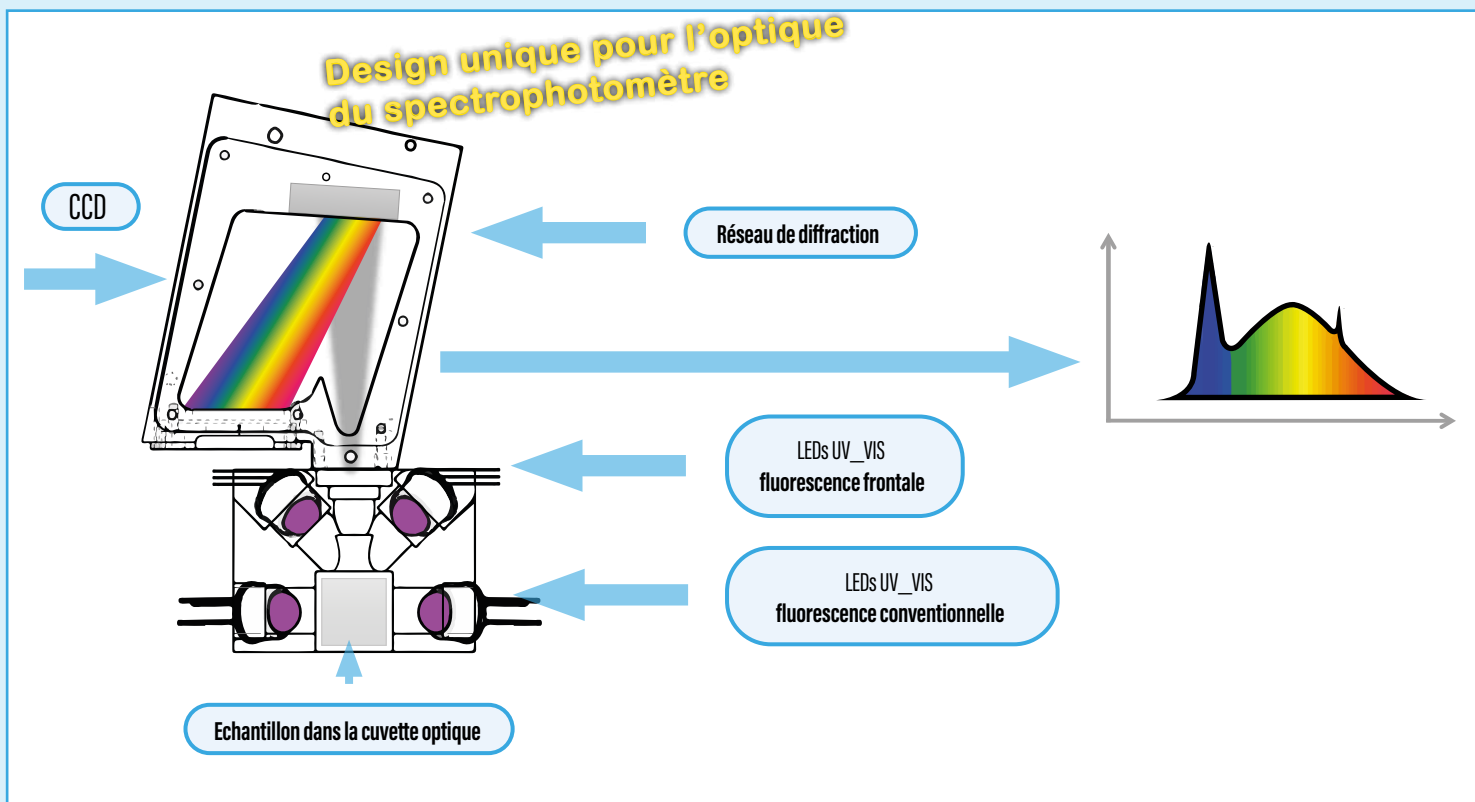 Design unique pour l'optique
du spectrophotomètre
CCD
Réseau de diffraction
LEDs UV_VIS
fluorescence frontale
LEDs UV_VIS
fluorescence conventionnelle
Echantillon dans la cuvette optique